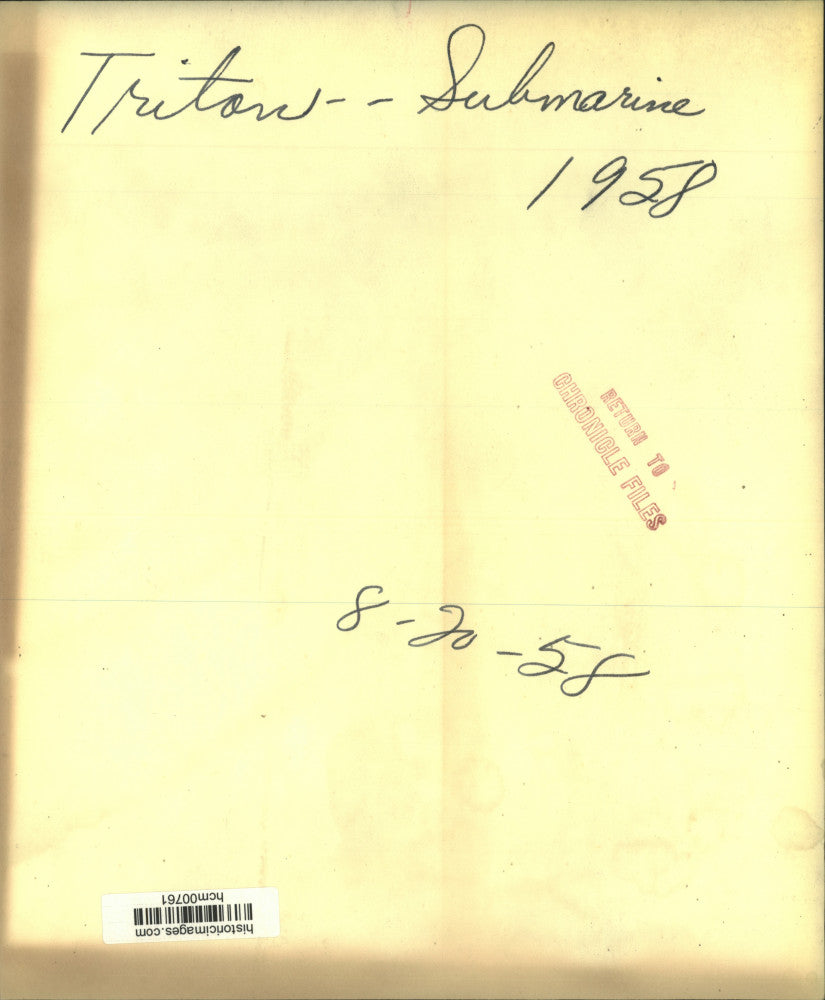 Triton -- Submarine
1958
RETURN TO
CHRONICLE FILES
8-20-58
historicimages.com
hcm00761